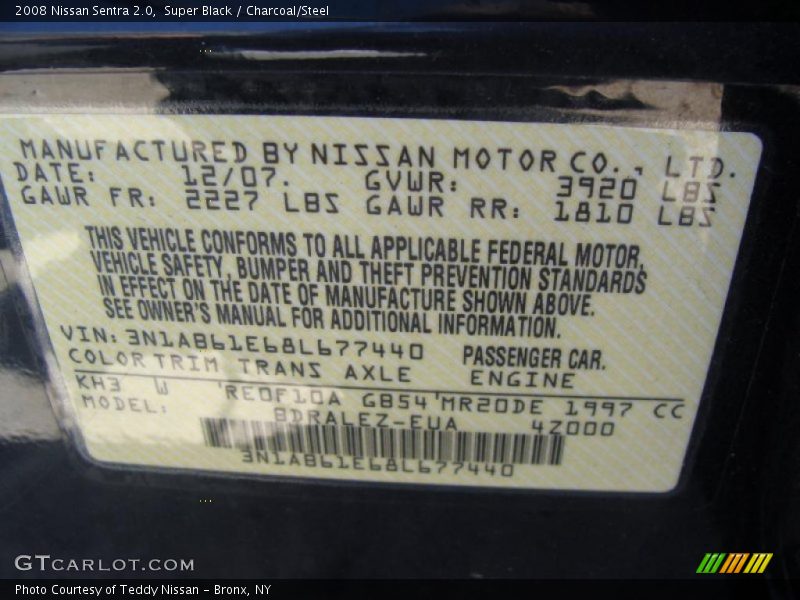 2008 Nissan Sentra 2.0, Super Black / Charcoal/Steel
MANUFACTURED BY NISSAN MOTOR CO., LTD.
DATE: 12/07. GVWR: 3920 LBS
GAWR FR: 2227 LBS GAWR RR: 1810 LBS
THIS VEHICLE CONFORMS TO ALL APPLICABLE FEDERAL MOTOR,
VEHICLE SAFETY, BUMPER AND THEFT PREVENTION STANDARDS
IN EFFECT ON THE DATE OF MANUFACTURE SHOWN ABOVE.
SEE OWNER'S MANUAL FOR ADDITIONAL INFORMATION.
VIN: 3N1AB61E68L677440 PASSENGER CAR.
COLOR TRIM TRANS AXLE ENGINE
KH3 W 'RE0F10A GB54'MR20DE 1997 CC
MODEL: BDRALEZ-EUA 4Z000
3N1AB61E68L677440
GTCARLOT.COM
Photo Courtesy of Teddy Nissan - Bronx, NY